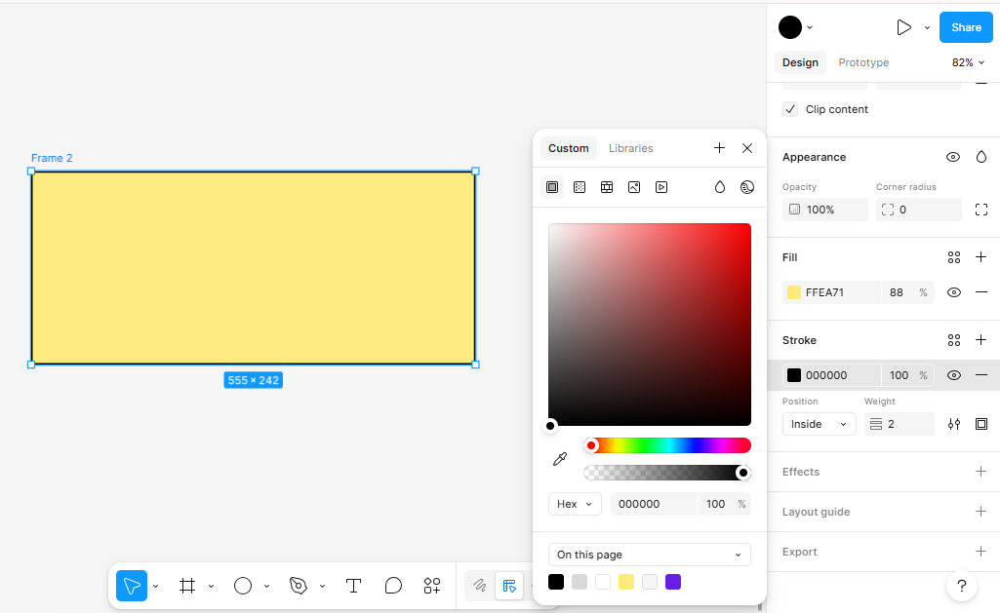 Share
Design
Prototype
82%
Clip content
Appearance
Opacity
Corner radius
100%
0
Fill
FFEA71
88
%
Stroke
000000
100
%
Position
Weight
Inside
2
Effects
Layout guide
Export
?
Custom
Libraries
Hex
000000
100
%
On this page
Frame 2
555 × 242